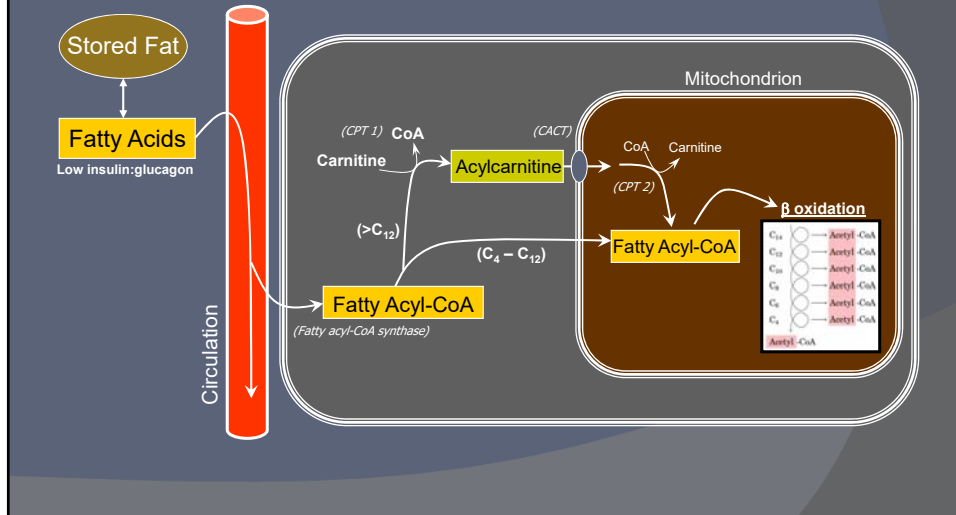 Stored Fat
Fatty Acids
Low insulin:glucagon
Circulation
Mitochondrion
(CPT 1)
CoA
Carnitine
Acylcarnitine
(CACT)
CoA
Carnitine
(CPT 2)
(>C₁₂)
(C₄ – C₁₂)
Fatty Acyl-CoA
(Fatty acyl-CoA synthase)
Fatty Acyl-CoA
β oxidation
C₁₄ Acetyl -CoA
C₁₂ Acetyl -CoA
C₁₀ Acetyl -CoA
C₈ Acetyl -CoA
C₆ Acetyl -CoA
C₄ Acetyl -CoA
Acetyl -CoA